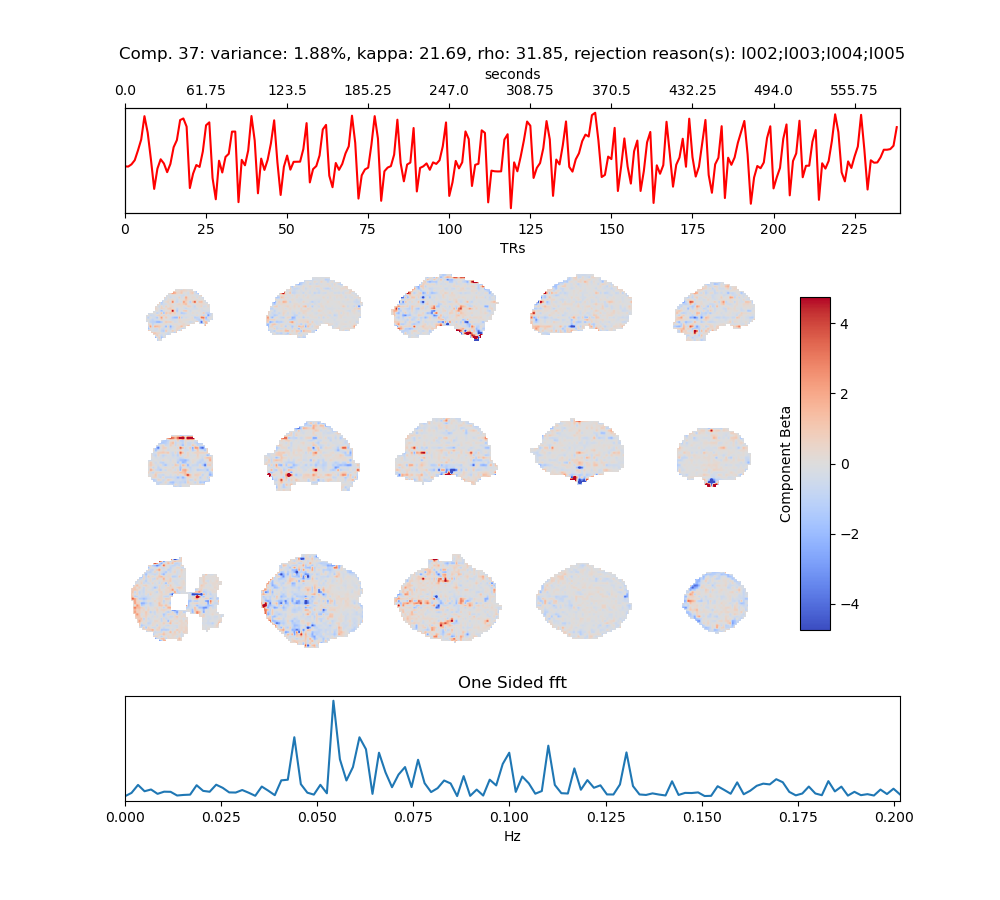 Comp. 37: variance: 1.88%, kappa: 21.69, rho: 31.85, rejection reason(s): I002;I003;I004;I005
seconds
0.0 61.75 123.5 185.25 247.0 308.75 370.5 432.25 494.0 555.75
0 25 50 75 100 125 150 175 200 225
TRs
4
2
0
−2
−4
Component Beta
One Sided fft
0.000 0.025 0.050 0.075 0.100 0.125 0.150 0.175 0.200
Hz